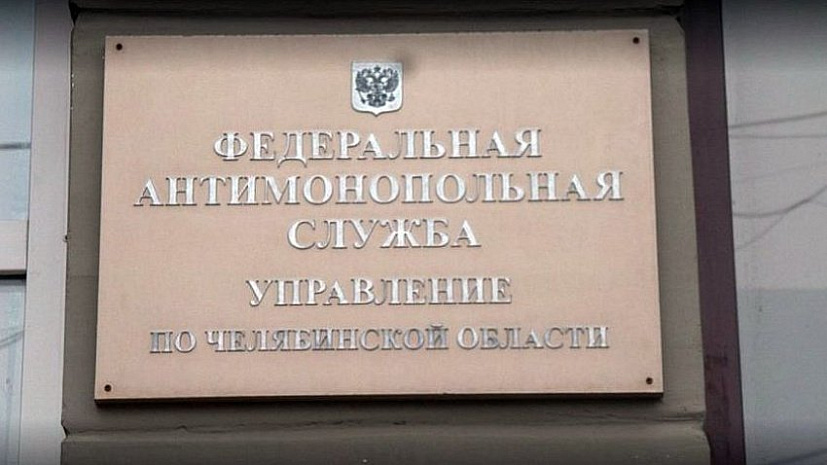 ФЕДЕРАЛЬНАЯ
АНТИМОНОПОЛЬНАЯ
СЛУЖБА
УПРАВЛЕНИЕ
ПО ЧЕЛЯБИНСКОЙ ОБЛАСТИ